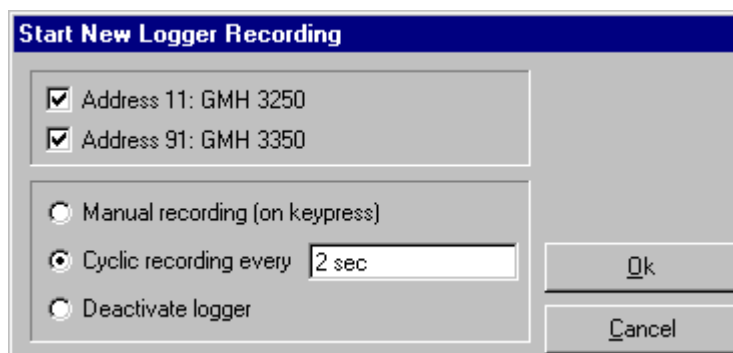 Start New Logger Recording
Address 11: GMH 3250
Address 91: GMH 3350
Manual recording (on keypress)
Cyclic recording every 2 sec
Deactivate logger
Ok
Cancel